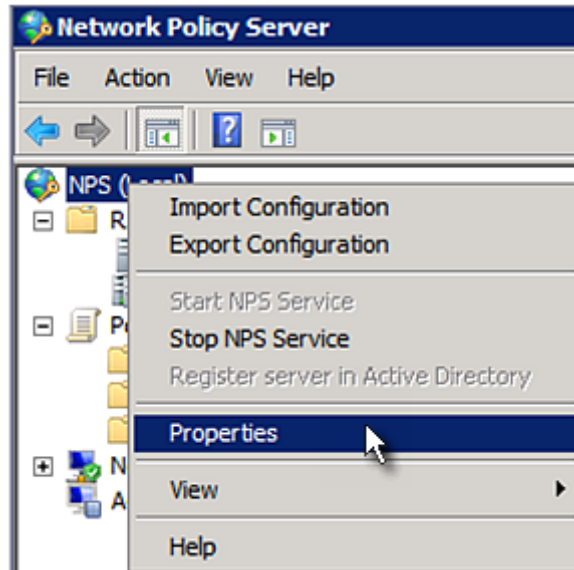 Network Policy Server
File Action View Help
NPS (Local)
Import Configuration
Export Configuration
Start NPS Service
Stop NPS Service
Register server in Active Directory
Properties
View
Help